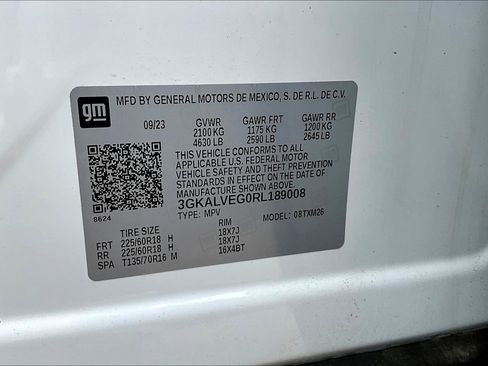 gm MFD BY GENERAL MOTORS DE MEXICO, S. DE R.L. DE C.V.
09/23 GVWR GAWR FRT GAWR RR
2100 KG 1175 KG 1200 KG
4630 LB 2590 LB 2645 LB
THIS VEHICLE CONFORMS TO ALL
APPLICABLE U.S. FEDERAL MOTOR
VEHICLE SAFETY, BUMPER, AND THEFT
PREVENTION STANDARDS IN EFFECT ON
THE DATE OF MANUFACTURE SHOWN ABOVE.
3GKALVEG0RL189008
8624 TYPE: MPV MODEL: 08TXM26
TIRE SIZE RIM
FRT 225/60R18 H 18X7J
RR 225/60R18 H 18X7J
SPA T135/70R16 M 16X4BT